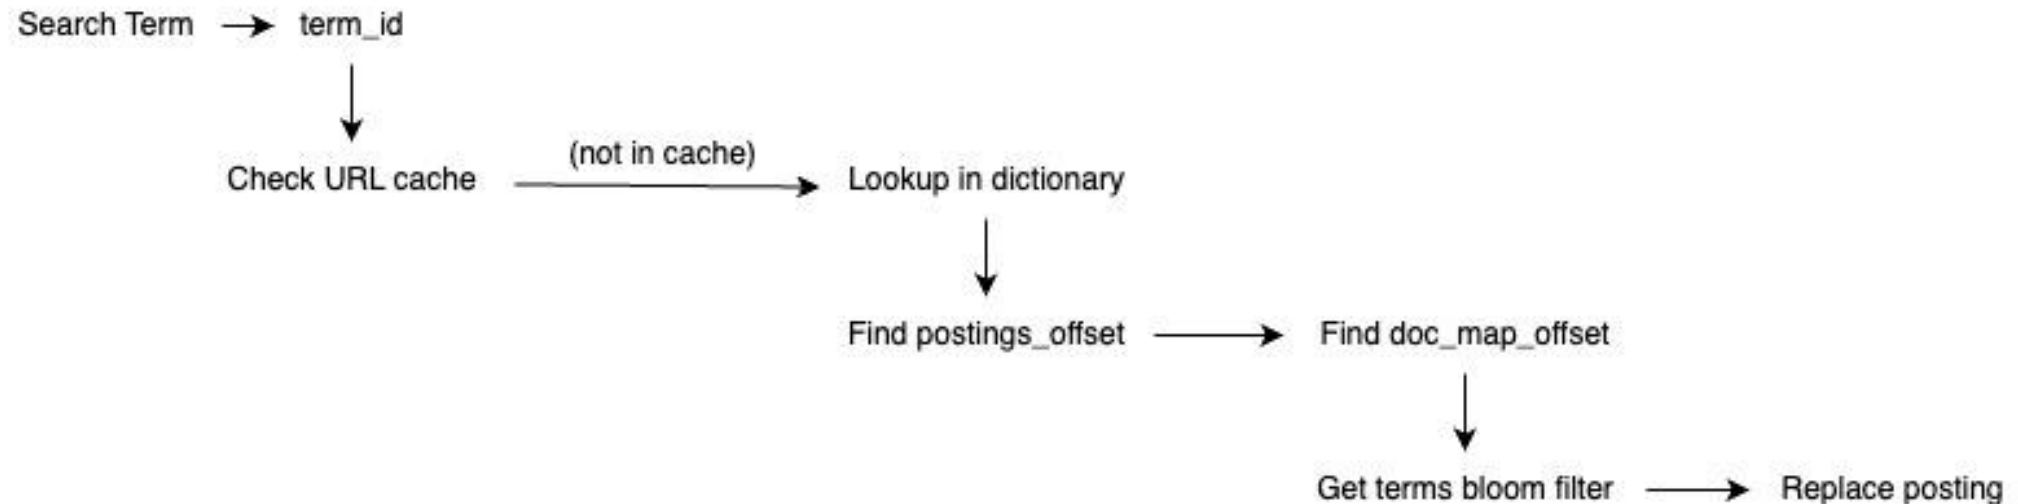 Search Term
term_id
(not in cache)
Check URL cache
Lookup in dictionary
Find postings_offset
Find doc_map_offset
Get terms bloom filter
Replace posting